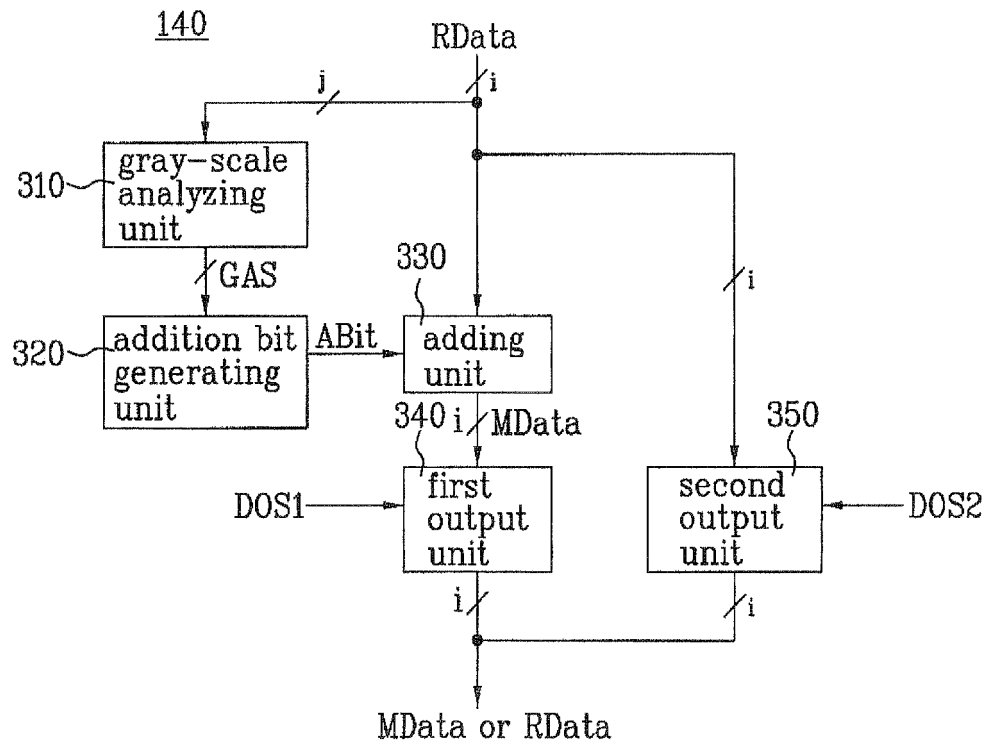 140
RData
i
j
310
gray-scale
analyzing
unit
GAS
330
320
addition bit
generating
unit
ABit
adding
unit
i
340
i
MData
350
DOS1
first
output
unit
second
output
unit
DOS2
i
i
MData or RData